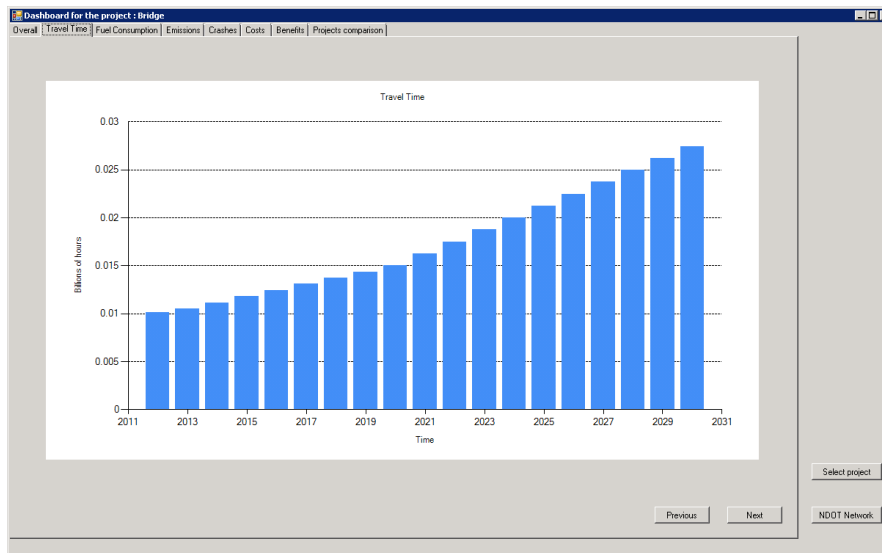 Dashboard for the project : Bridge
Overall Travel Time Fuel Consumption Emissions Crashes Costs Benefits Projects comparison
Travel Time
0.03
0.025
0.02
0.015
0.01
0.005
0
Billions of hours
2011 2013 2015 2017 2019 2021 2023 2025 2027 2029 2031
Time
Select project
Previous Next NDOT Network